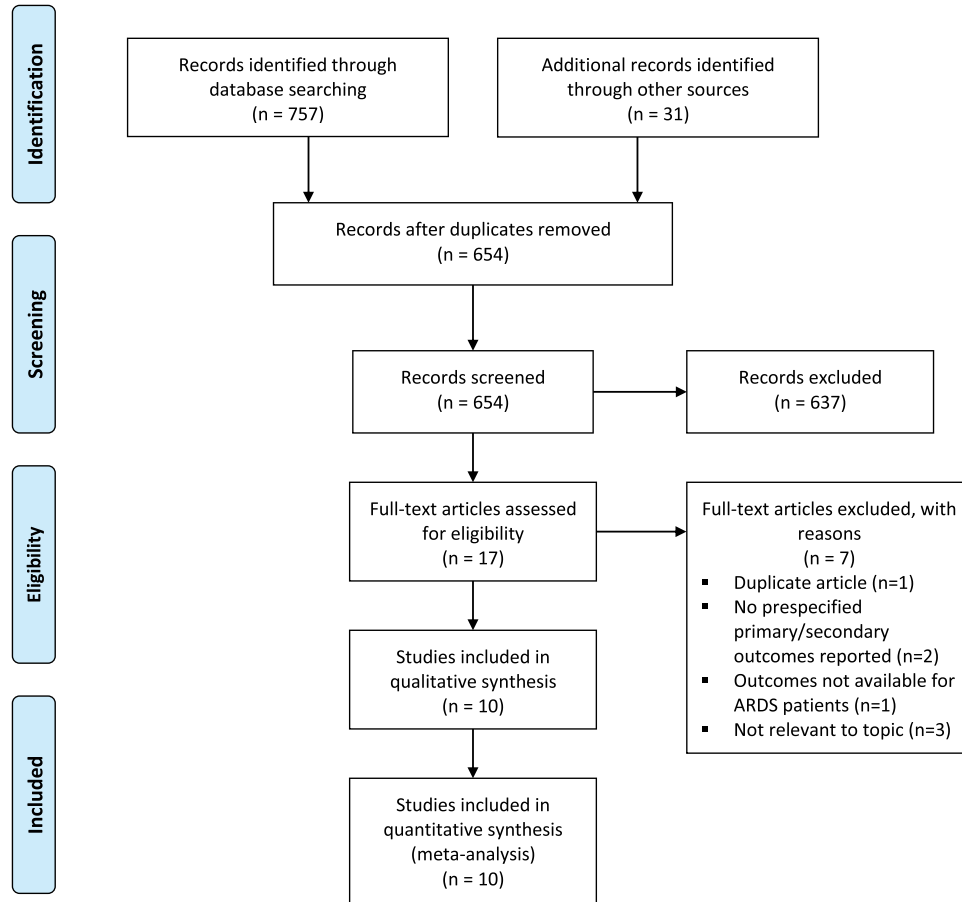 Identification
Records identified through
database searching
(n = 757)
Additional records identified
through other sources
(n = 31)
Records after duplicates removed
(n = 654)
Screening
Records screened
(n = 654)
Records excluded
(n = 637)
Eligibility
Full-text articles assessed
for eligibility
(n = 17)
Full-text articles excluded, with
reasons
(n = 7)
▪ Duplicate article (n=1)
▪ No prespecified
primary/secondary
outcomes reported (n=2)
▪ Outcomes not available for
ARDS patients (n=1)
▪ Not relevant to topic (n=3)
Studies included in
qualitative synthesis
(n = 10)
Included
Studies included in
quantitative synthesis
(meta-analysis)
(n = 10)